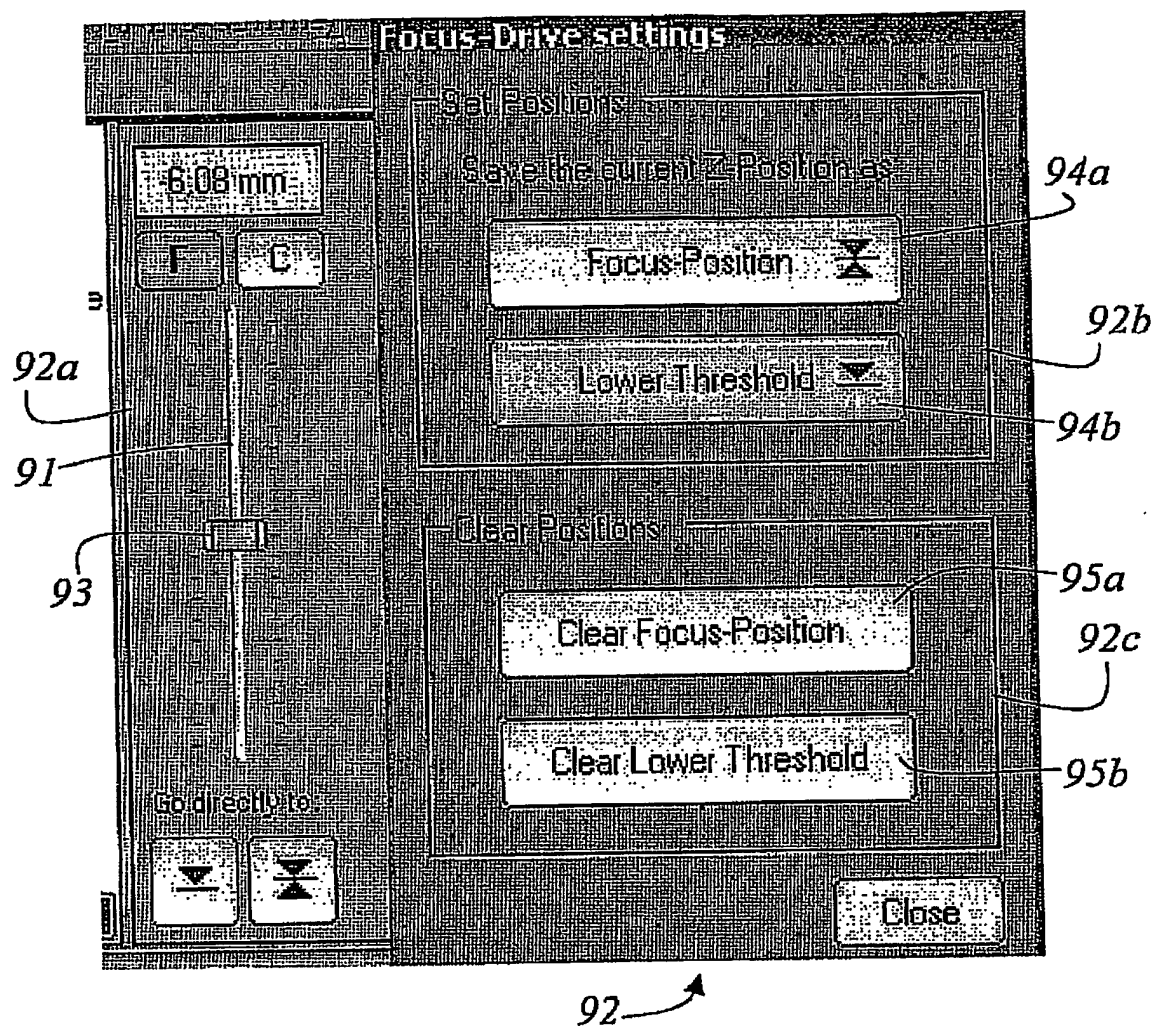 Focus-Drive settings
Set Positions
Save the current Z-Position as
-6.08 mm
F C
Focus-Position
Lower Threshold
Clear Positions
Clear Focus-Position
Clear Lower Threshold
Go directly to:
Close
94a
92b
92a
94b
91
93
95a
92c
95b
92